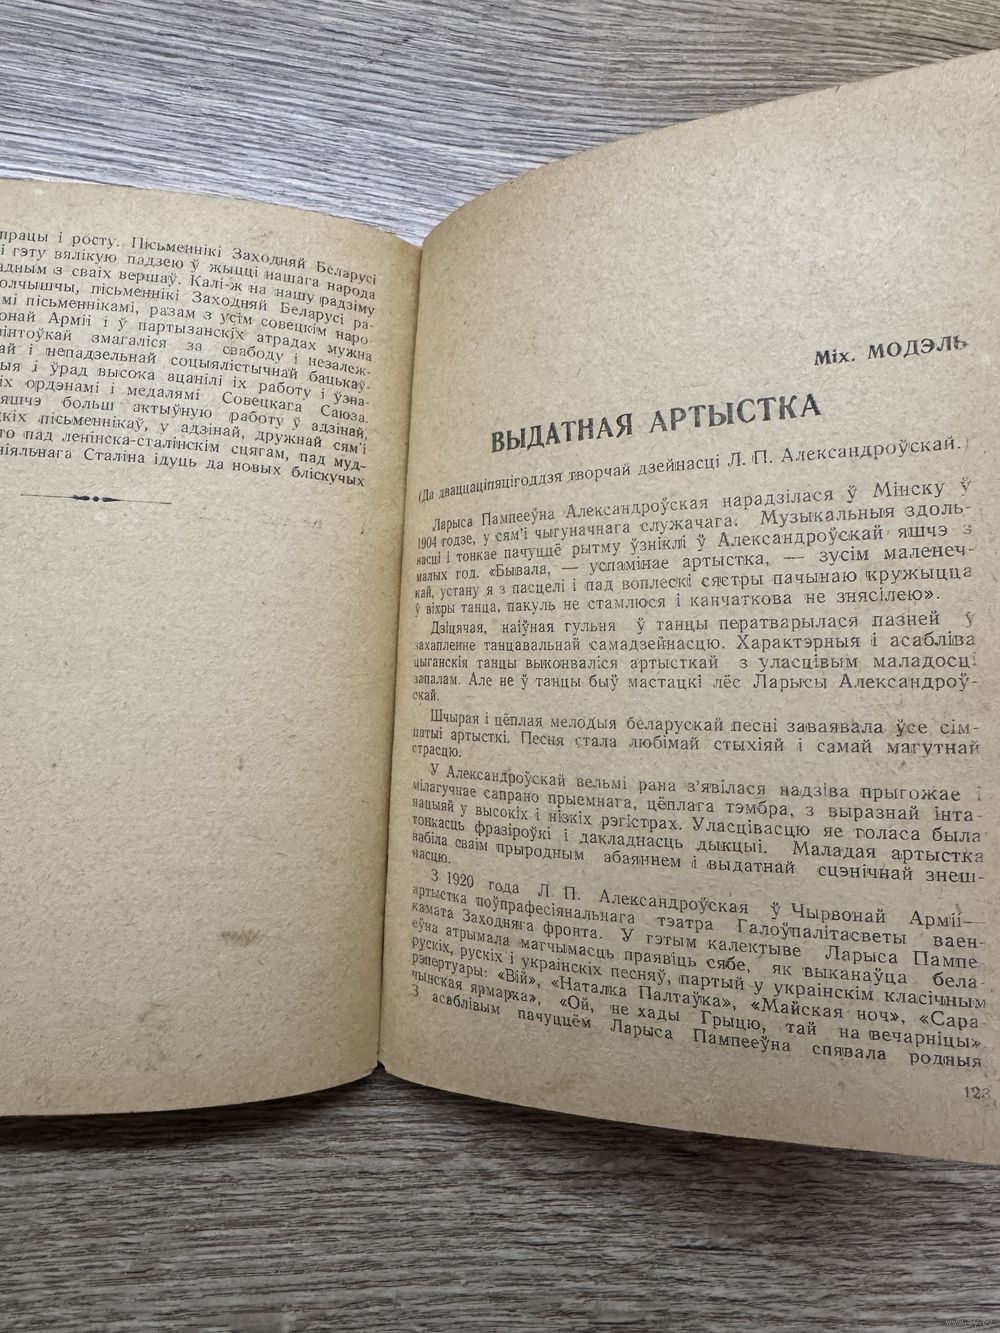 працы і росту. Пісьменнікі Заходняй Беларусі
і гэту вялікую падзею ў жыцці нашага народа
адным з сваіх вершаў. Калі-ж на нашу радзіму
пісьменнікі Заходняй Беларусі ра-
мі пісьменнікамі, разам з усім совецкім наро
онай Арміі і ў партызанскіх атрадах мужна
інтоўкай змагаліся за свабоду і незалеж-
ай і непадзельнай соцыялістычнай бацькаў-
ыя і ўрад высока ацанілі іх работу і ўзна-
іх ордэнамі і медалямі Совецкага Саюза.
яшчэ больш актыўную работу ў адзінай,
цкіх пісьменнікаў, у адзінай, дружнай сям'і
го пад ленінска-сталінскім сцягам, пад муд-
ніяльнага Сталіна ідуць да новых бліскучых
Міх. МОДЭЛЬ
ВЫДАТНАЯ АРТЫСТКА
(Да дваццаціпяцігоддзя творчай дзейнасці Л. П. Александроўскай.)
Ларыса Пампееўна Александроўская нарадзілася ў Мінску ў
1904 годзе, у сям'і чыгуначнага служачага. Музыкальныя здоль-
насці і тонкае пачуццё рытму ўзніклі ў Александроўскай яшчэ з
малых год. «Бывала, — успамінае артыстка, — зусім маленеч-
кай, устану я з пасцелі і пад воплескі сястры пачынаю кружыцца
ў віхры танца, пакуль не стамлюся і канчаткова не знясілею».
Дзіцячая, наіўная гульня ў танцы ператварылася пазней ў
захапленне танцавальнай самадзейнасцю. Характэрныя і асабліва
цыганскія танцы выконваліся артысткай з уласцівым маладосці
запалам. Але не ў танцы быў мастацкі лёс Ларысы Александроў-
скай.
Шчырая і цёплая мелодыя беларускай песні заваявала ўсе сім-
патыі артысткі. Песня стала любімай стыхіяй і самай магутнай
страсцю.
У Александроўскай вельмі рана з'явілася надзіва прыгожае і
мілагучнае сапрано прыемнага, цёплага тэмбра, з выразнай інта-
нацыяй у высокіх і нізкіх рэгістрах. Уласцівасцю яе голаса была
тонкасць фразіроўкі і дакладнасць дыкцыі. Маладая артыстка
вабіла сваім прыродным абаяннем і выдатнай сцэнічнай знеш-
насцю.
З 1920 года Л. П. Александроўская ў Чырвонай Арміі—
артыстка поўпрафесіянальнага тэатра Галоўпалітасветы ваен-
камата Заходняга фронта. У гэтым калектыве Ларыса Пампе
еўна атрымала магчымасць праявіць сябе, як выканаўца бела-
рускіх, рускіх і украінскіх песняў, партый у украінскім класічным
рэпертуары: «Вій», «Наталка Палтаўка», «Майская ноч», «Сара-
чынская ярмарка», «Ой, не хады Грыцю, тай на вечарніцы»
З асаблівым пачуццём Ларыса Пампееўна спявала родныя